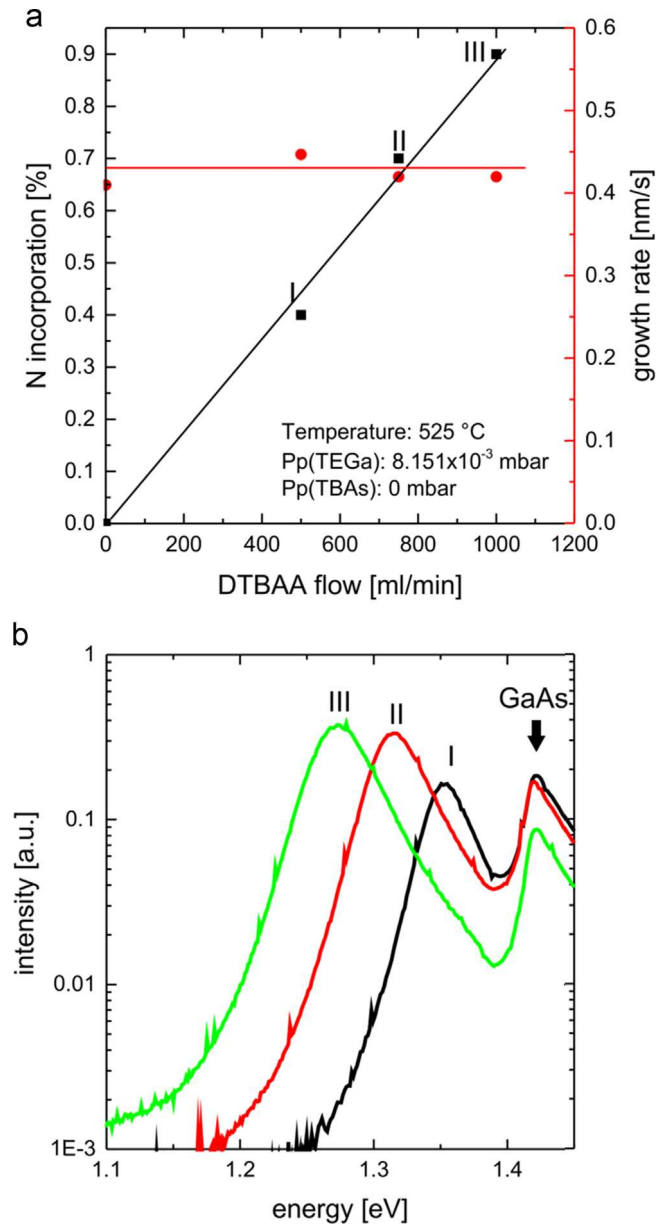 a
0.9
0.8
0.7
0.6
0.5
0.4
0.3
0.2
0.1
0.0
N incorporation [%]
0.6
0.5
0.4
0.3
0.2
0.1
0.0
growth rate [nm/s]
III
II
I
Temperature: 525 °C
Pp(TEGa): 8.151x10⁻³ mbar
Pp(TBAs): 0 mbar
0 200 400 600 800 1000 1200
DTBAA flow [ml/min]
b
1
0.1
0.01
1E-3
intensity [a.u.]
III
II
I
GaAs
1.1 1.2 1.3 1.4
energy [eV]